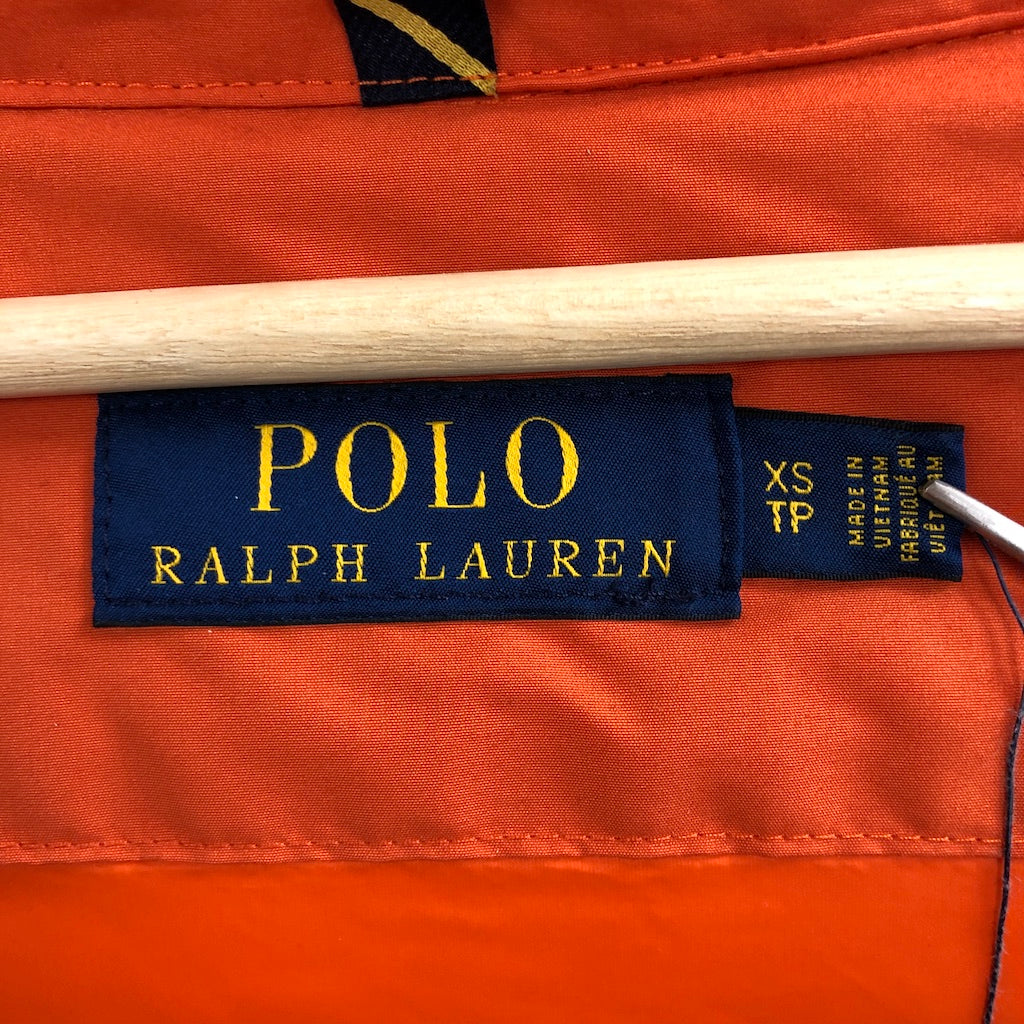 POLO
RALPH LAUREN
XS
TP
MADE IN
VIETNAM
FABRIQUÉ AU